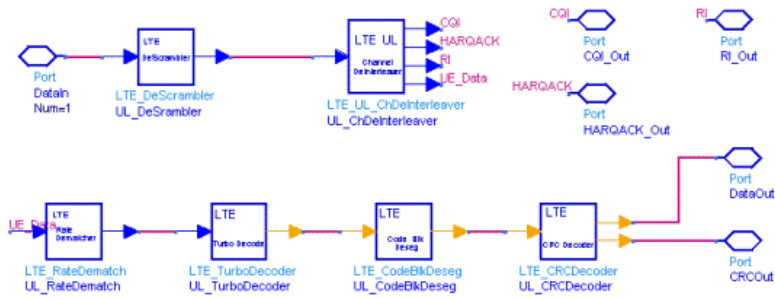 CQI
RI
CQI
LTE
DeScrambler
LTE UL
Channel
DeInterleaver
HARQACK
RI
UE_Data
Port
DataIn
Num=1
LTE_DeScrambler
UL_DeSrambler
LTE_UL_ChDeInterleaver
UL_ChDeInterleaver
Port
CQI_Out
Port
RI_Out
HARQACK
Port
HARQACK_Out
Port
DataOut
UE_Data
LTE
Rate
Dematcher
LTE
Turbo Decode
LTE
Code Blk
Deseg
LTE
CRC Decoder
LTE_RateDematch
UL_RateDematch
LTE_TurboDecoder
UL_TurboDecoder
LTE_CodeBlkDeseg
UL_CodeBlkDeseg
LTE_CRCDecoder
UL_CRCDecoder
Port
CRCOut